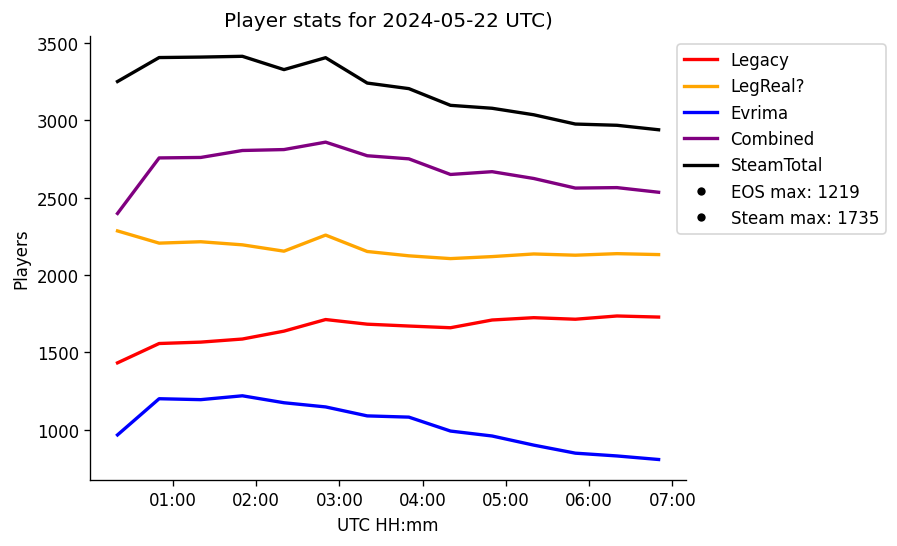 Player stats for 2024-05-22 UTC)
3500
3000
2500
2000
1500
1000
Players
01:00 02:00 03:00 04:00 05:00 06:00 07:00
UTC HH:mm
Legacy
LegReal?
Evrima
Combined
SteamTotal
EOS max: 1219
Steam max: 1735